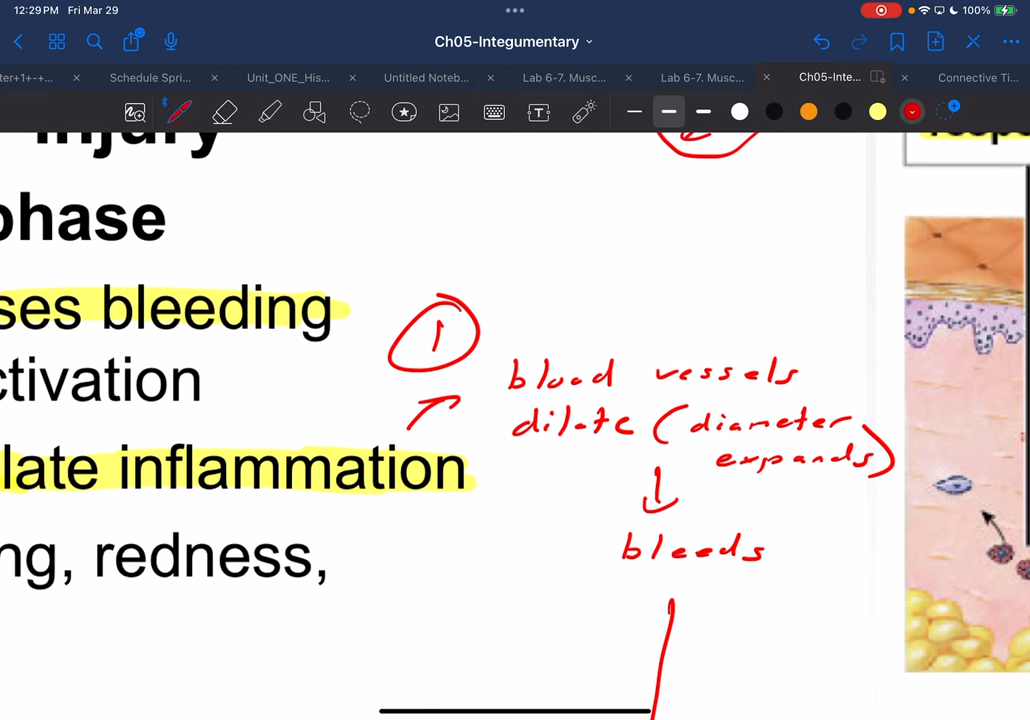 12:29 PM Fri Mar 29
100%
Ch05-Integumentary
ter+1+-+...
Schedule Spri...
Unit_ONE_His...
Untitled Noteb...
Lab 6-7. Musc...
Lab 6-7. Musc...
Ch05-Inte...
Connective Ti...
injury
phase
ses bleeding
ctivation
late inflammation
ng, redness,
1
blood vessels
dilate (diameter
expands)
bleeds